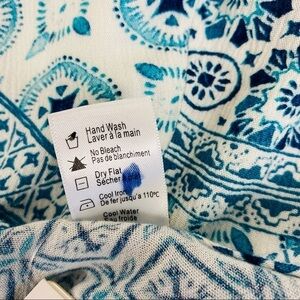 Hand Wash
Laver à la main
No Bleach
Pas de blanchiment
Dry Flat
Sécher
Cool Iron
De fer jusqu'à 110ºC
Cool Water
Eau froide